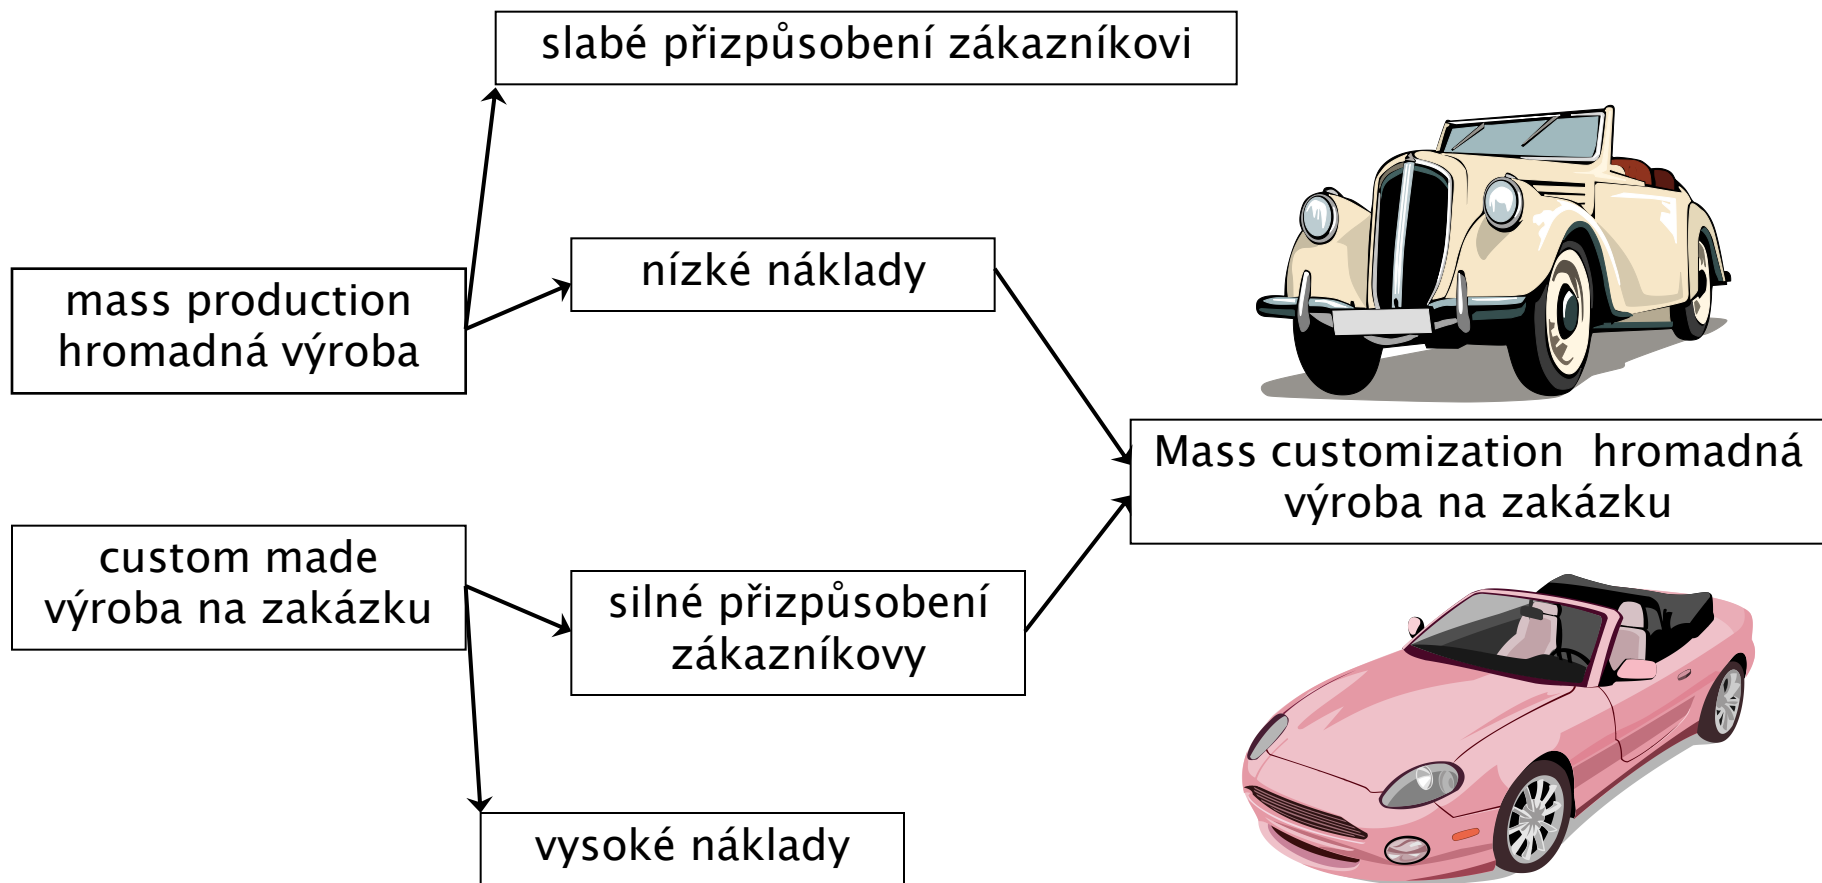 slabé přizpůsobení zákazníkovi
nízké náklady
mass production
hromadná výroba
Mass customization hromadná
výroba na zakázku
custom made
výroba na zakázku
silné přizpůsobení
zákazníkovy
vysoké náklady